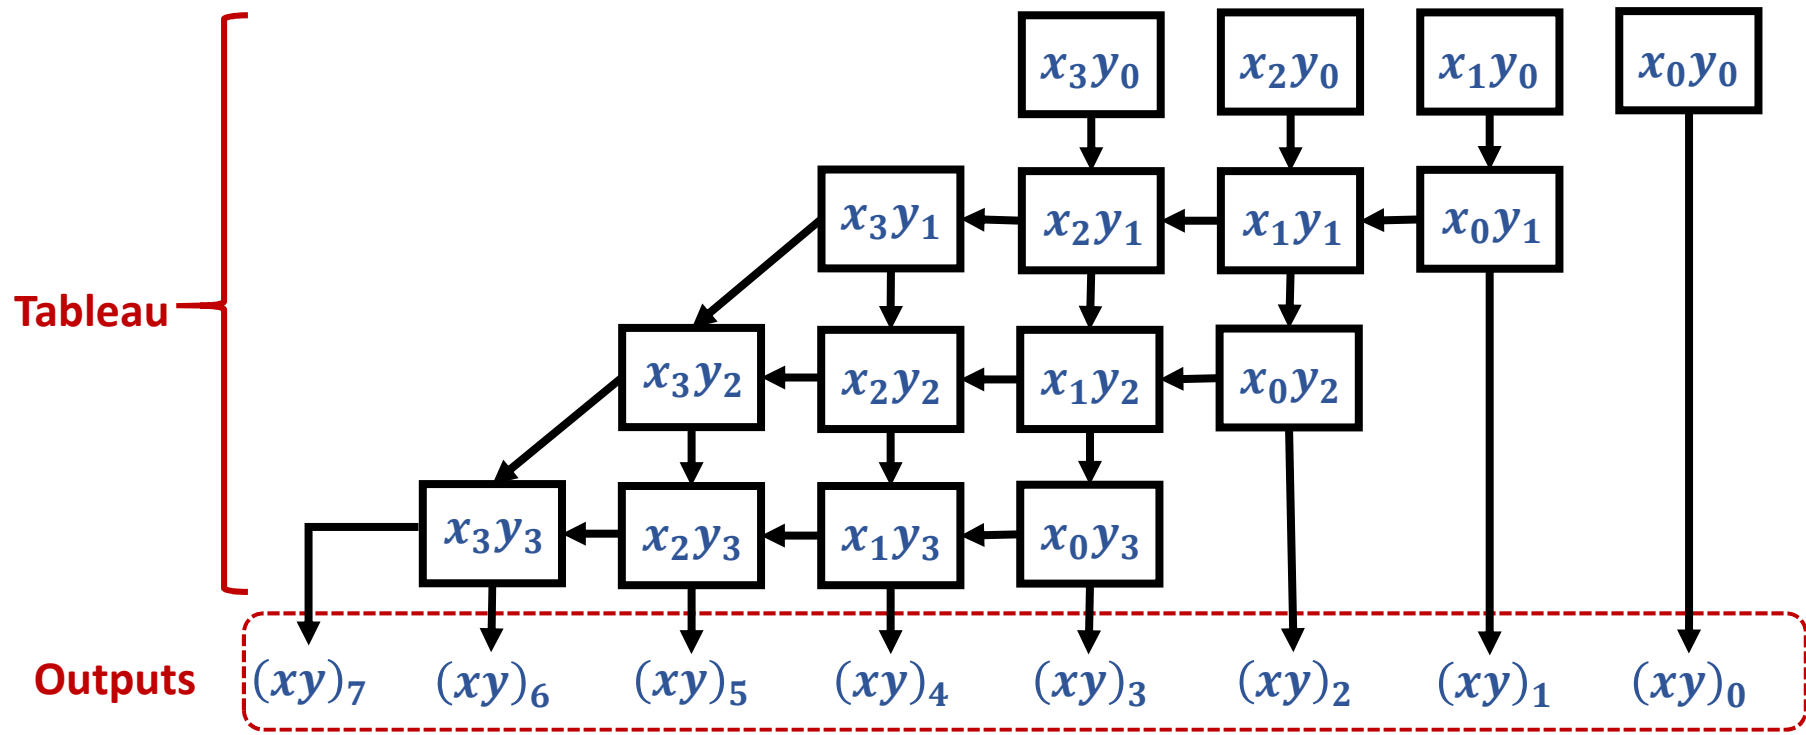 x₃y₀ x₂y₀ x₁y₀ x₀y₀
x₃y₁ x₂y₁ x₁y₁ x₀y₁
Tableau
x₃y₂ x₂y₂ x₁y₂ x₀y₂
x₃y₃ x₂y₃ x₁y₃ x₀y₃
Outputs (xy)₇ (xy)₆ (xy)₅ (xy)₄ (xy)₃ (xy)₂ (xy)₁ (xy)₀